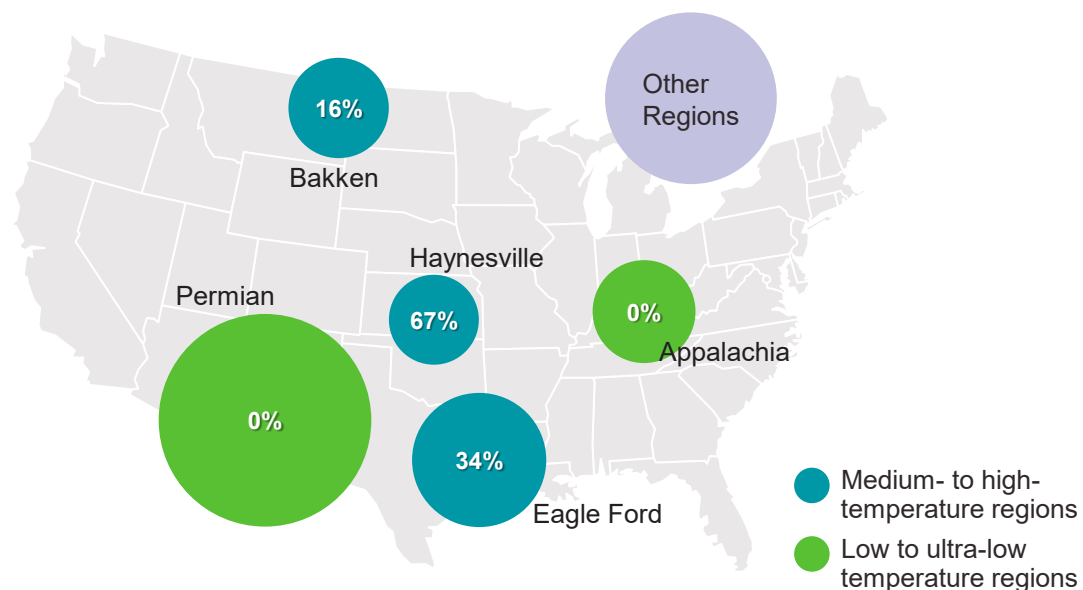 Other
Regions
16%
Bakken
Haynesville
Permian
67%
0%
Appalachia
0%
34%
Eagle Ford
Medium- to high-
temperature regions
Low to ultra-low
temperature regions